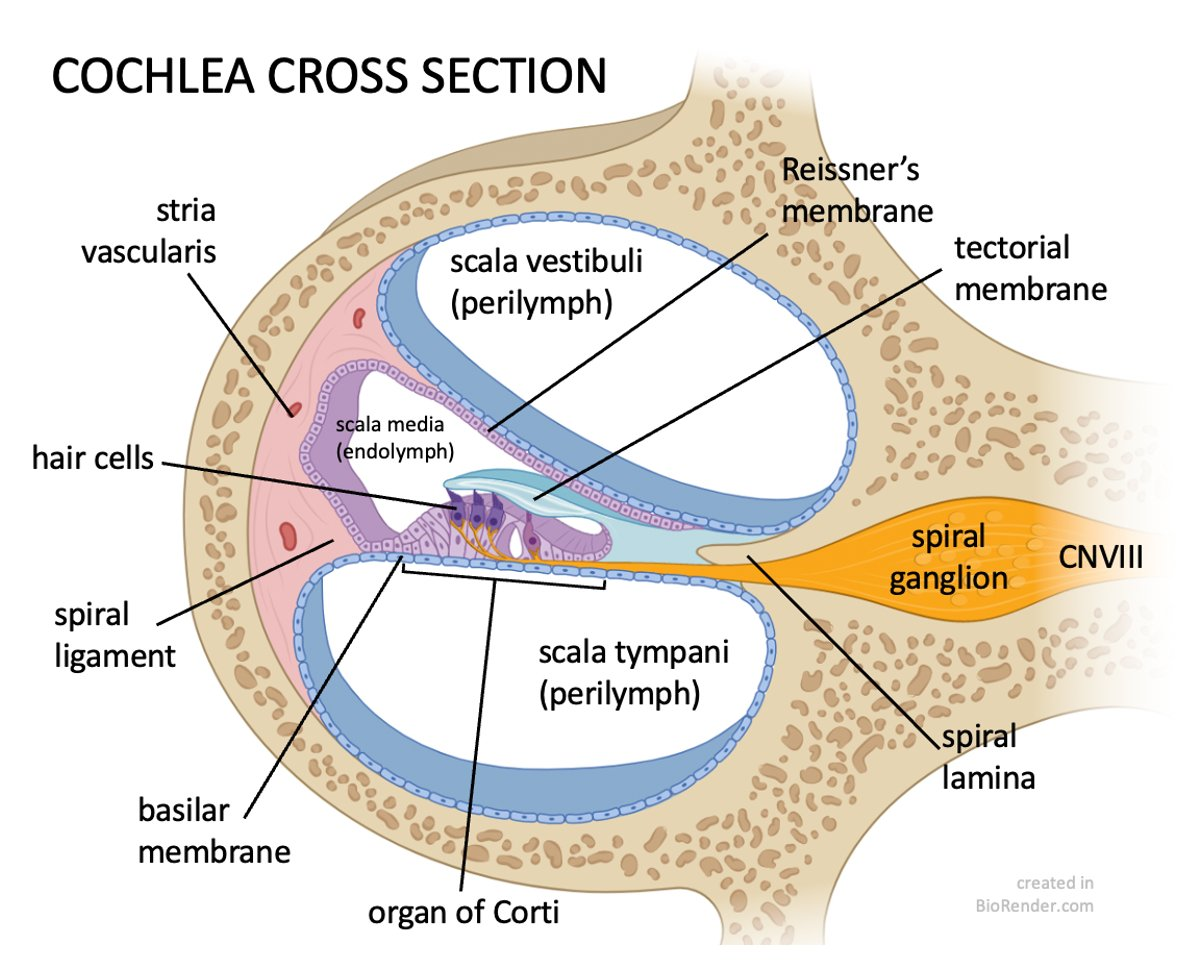 COCHLEA CROSS SECTION
Reissner’s
membrane
stria
vascularis
scala vestibuli
(perilymph)
tectorial
membrane
scala media
(endolymph)
hair cells
spiral
ganglion
CNVIII
spiral
ligament
scala tympani
(perilymph)
spiral
lamina
basilar
membrane
organ of Corti
created in
BioRender.com